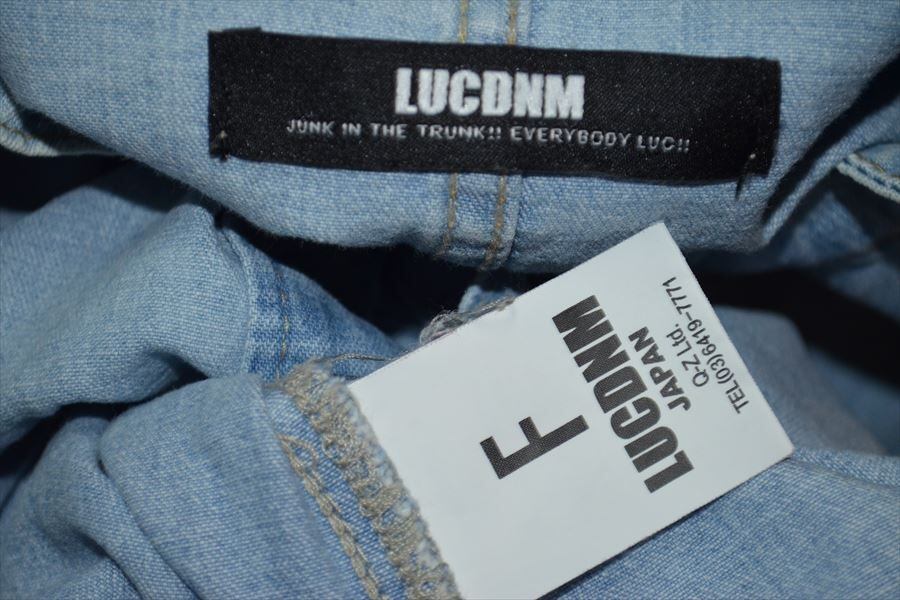 LUCDNM
JUNK IN THE TRUNK!! EVERYBODY LUC!!
F
LUCDNM
JAPAN
Q-Z Ltd.
TEL(03)6419-7771